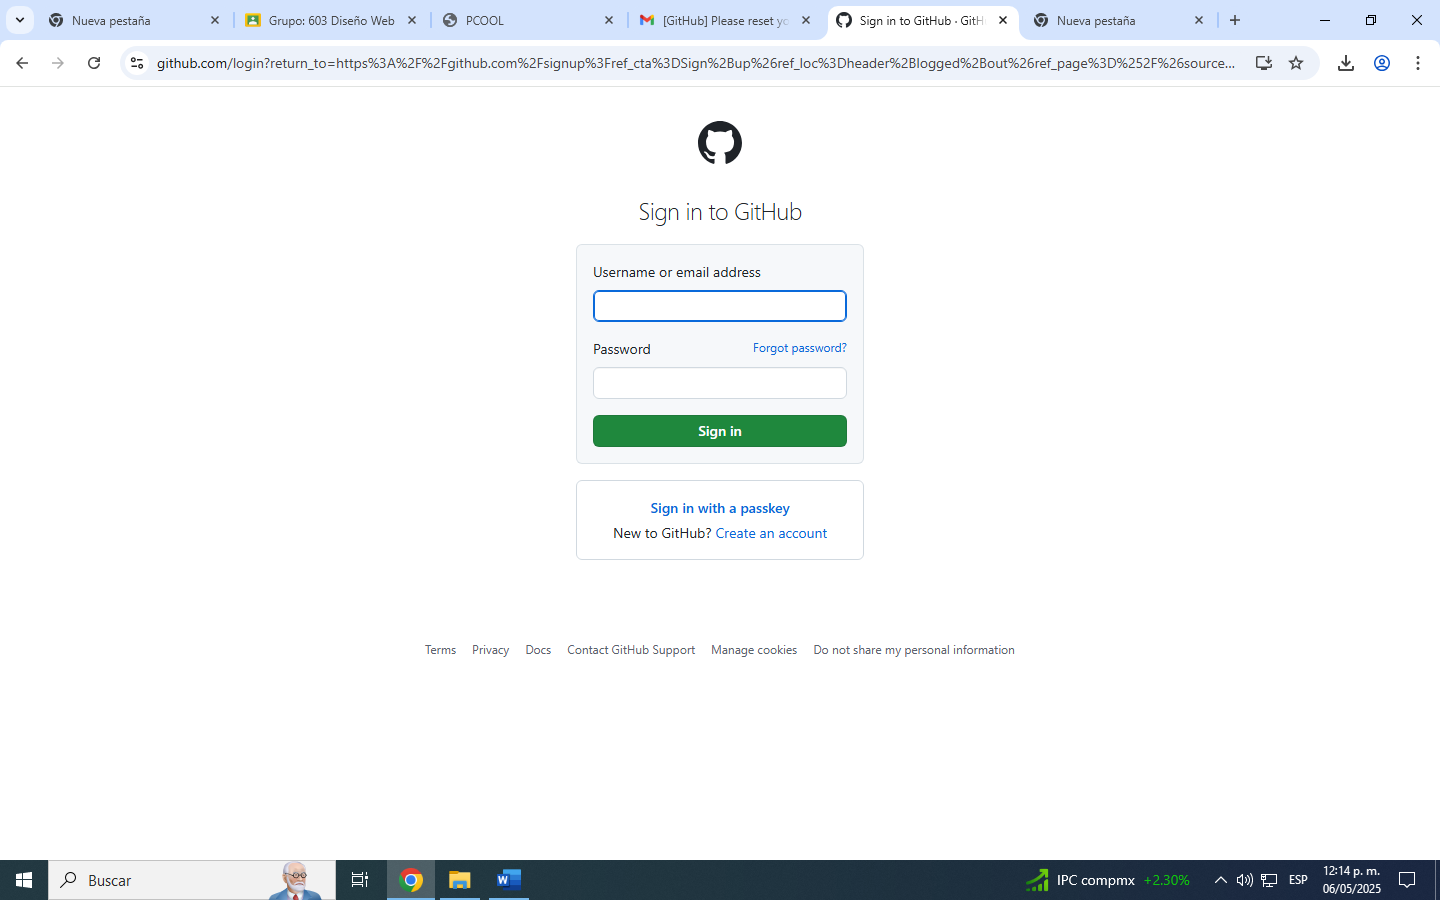 Nueva pestaña
Grupo: 603 Diseño Web
PCOOL
[GitHub] Please reset yo
Sign in to GitHub · GitH
Nueva pestaña
github.com/login?return_to=https%3A%2F%2Fgithub.com%2Fsignup%3Fref_cta%3DSign%2Bup%26ref_loc%3Dheader%2Blogged%2Bout%26ref_page%3D%252F%26source...
Sign in to GitHub
Username or email address
Password
Forgot password?
Sign in
Sign in with a passkey
New to GitHub? Create an account
Terms
Privacy
Docs
Contact GitHub Support
Manage cookies
Do not share my personal information
Buscar
IPC compmx +2.30%
ESP
12:14 p. m.
06/05/2025